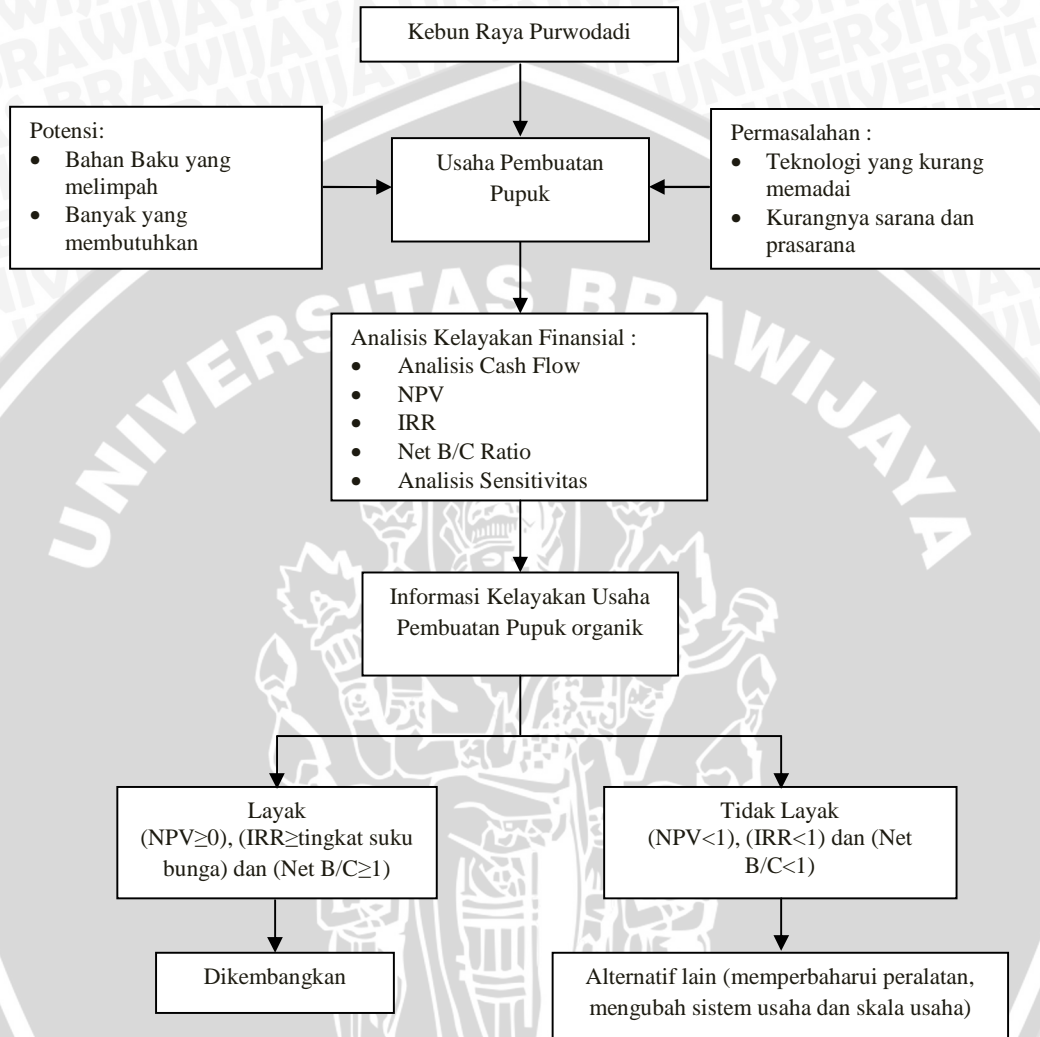 Kebun Raya Purwodadi
Potensi:
• Bahan Baku yang
melimpah
• Banyak yang
membutuhkan
Usaha Pembuatan
Pupuk
Permasalahan :
• Teknologi yang kurang
memadai
• Kurangnya sarana dan
prasarana
UNIVERSITAS BRAWIJAYA
Analisis Kelayakan Finansial :
• Analisis Cash Flow
• NPV
• IRR
• Net B/C Ratio
• Analisis Sensitivitas
Informasi Kelayakan Usaha
Pembuatan Pupuk organik
Layak
(NPV≥0), (IRR≥tingkat suku
bunga) dan (Net B/C≥1)
Tidak Layak
(NPV<1), (IRR<1) dan (Net
B/C<1)
Dikembangkan
Alternatif lain (memperbaharui peralatan,
mengubah sistem usaha dan skala usaha)